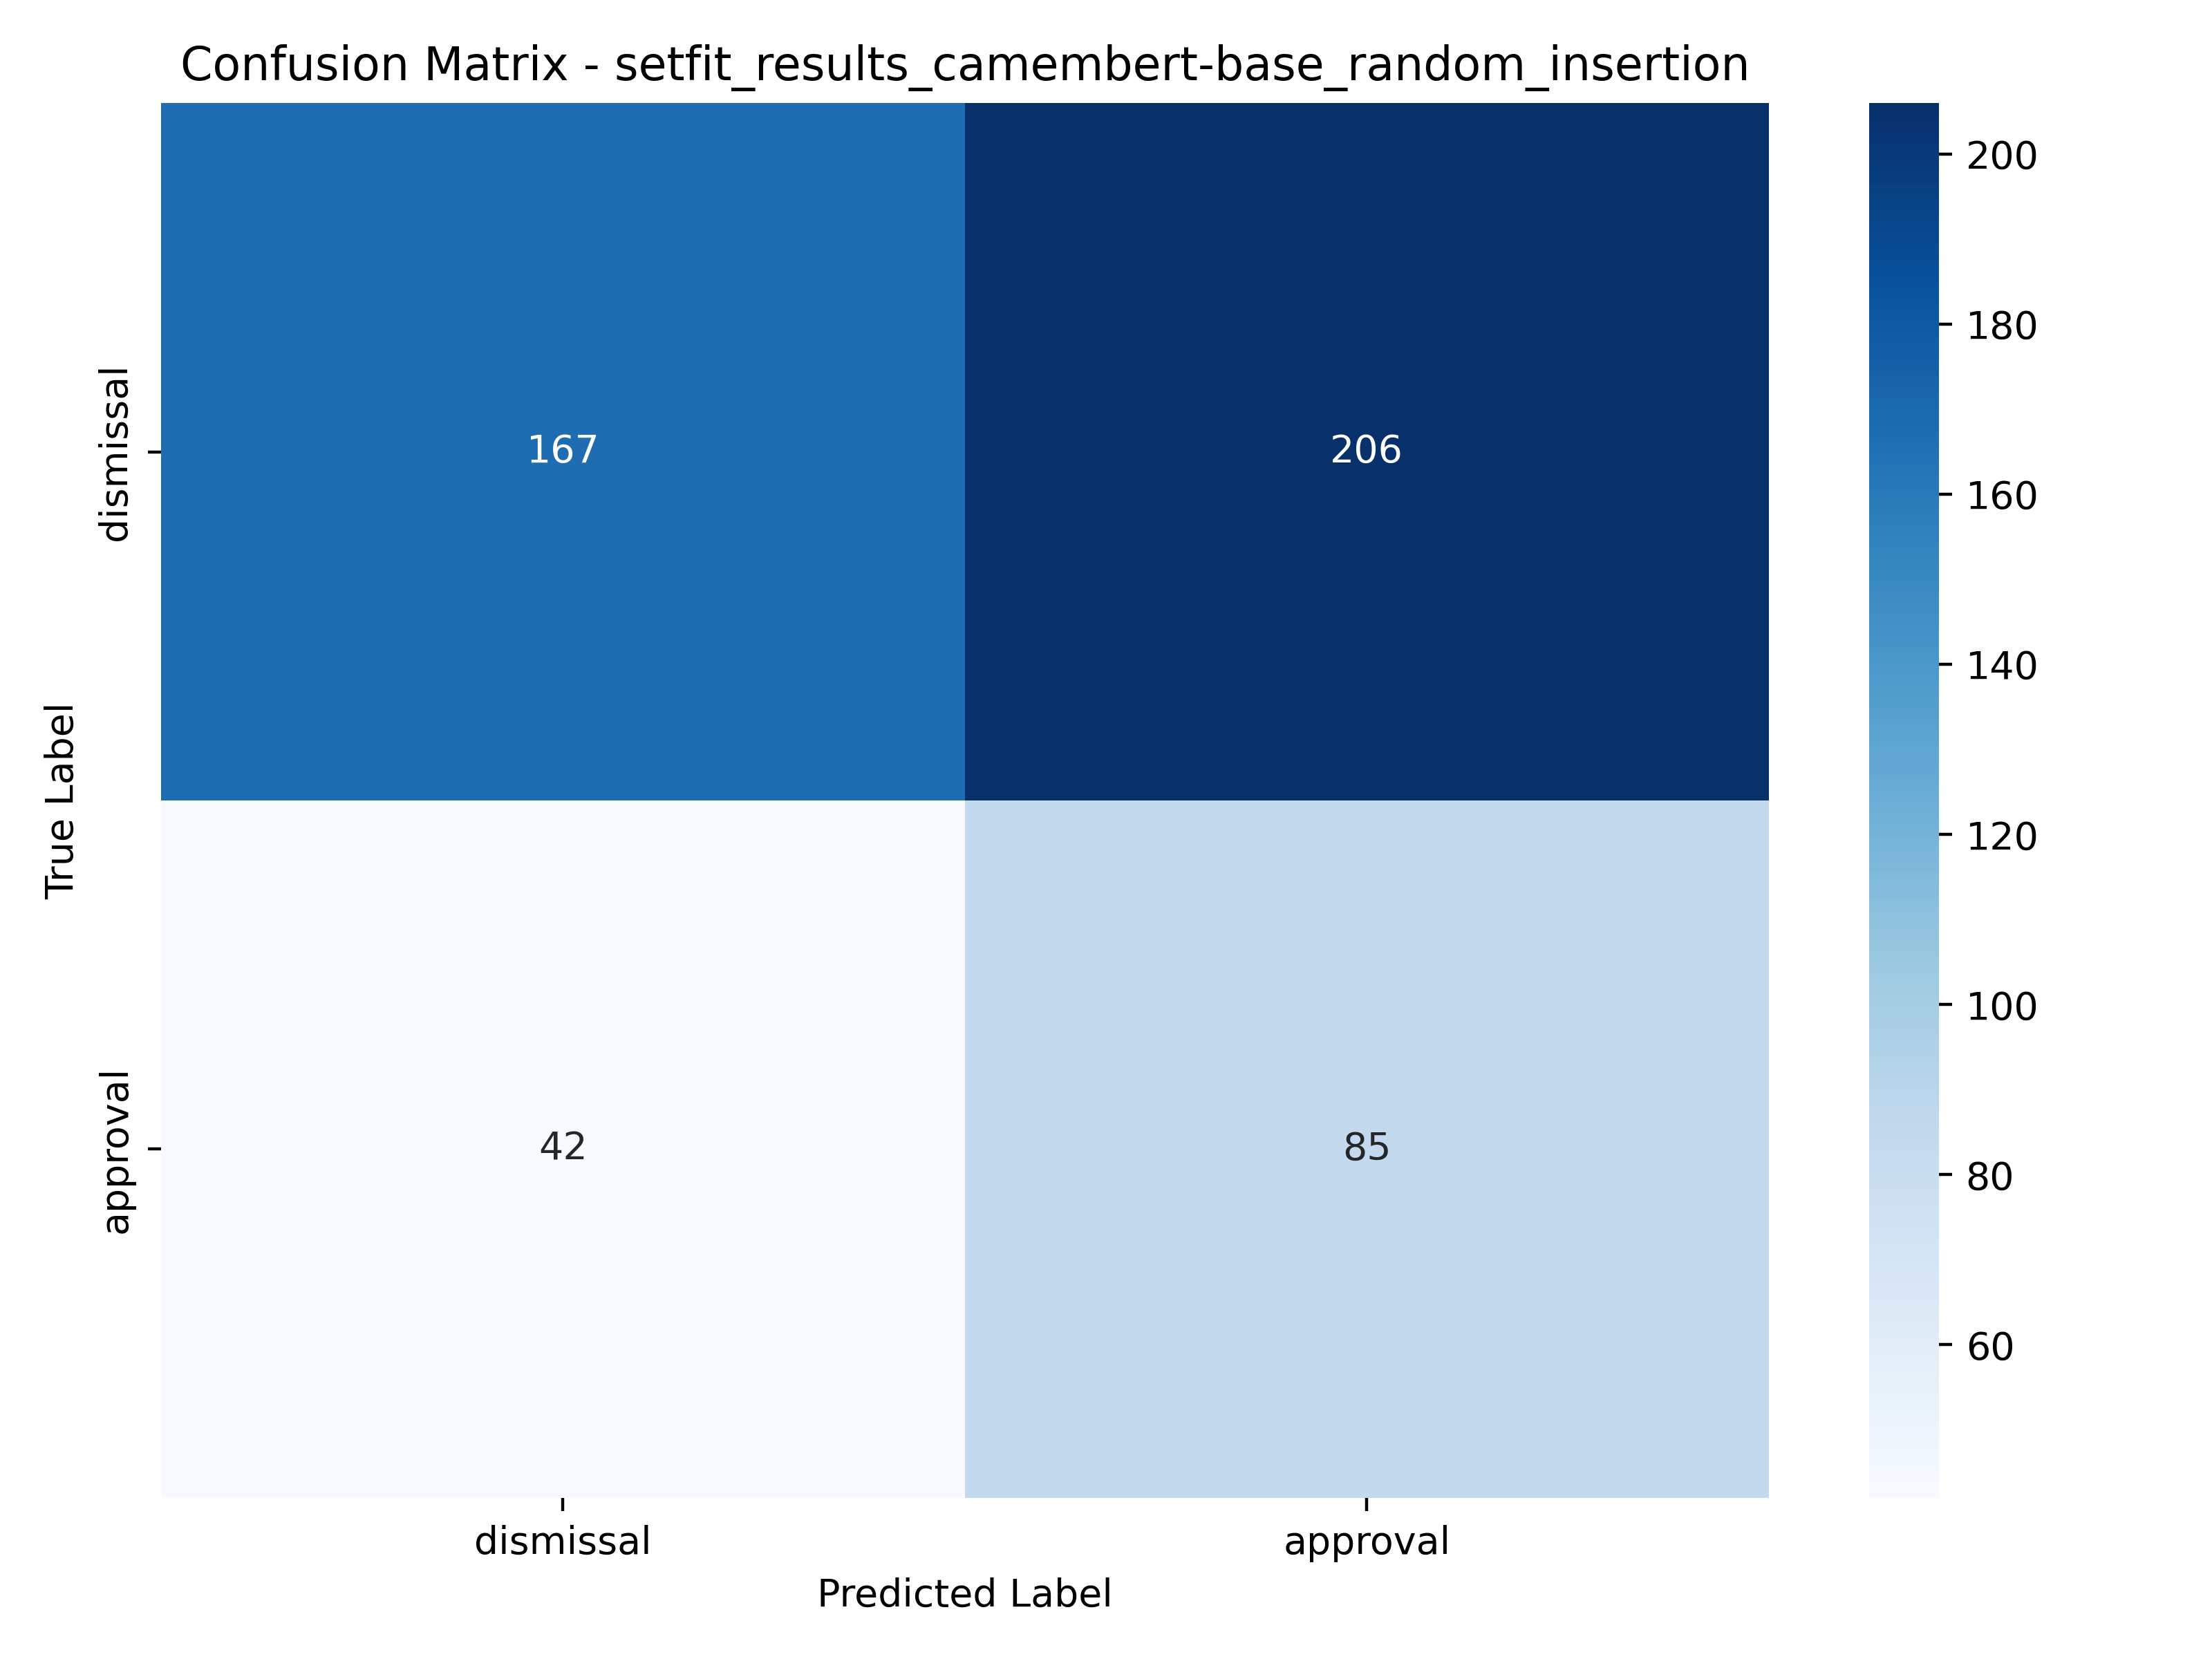 Confusion Matrix - setfit_results_camembert-base_random_insertion
True Label
dismissal
167
206
approval
42
85
dismissal
approval
Predicted Label
200
180
160
140
120
100
80
60